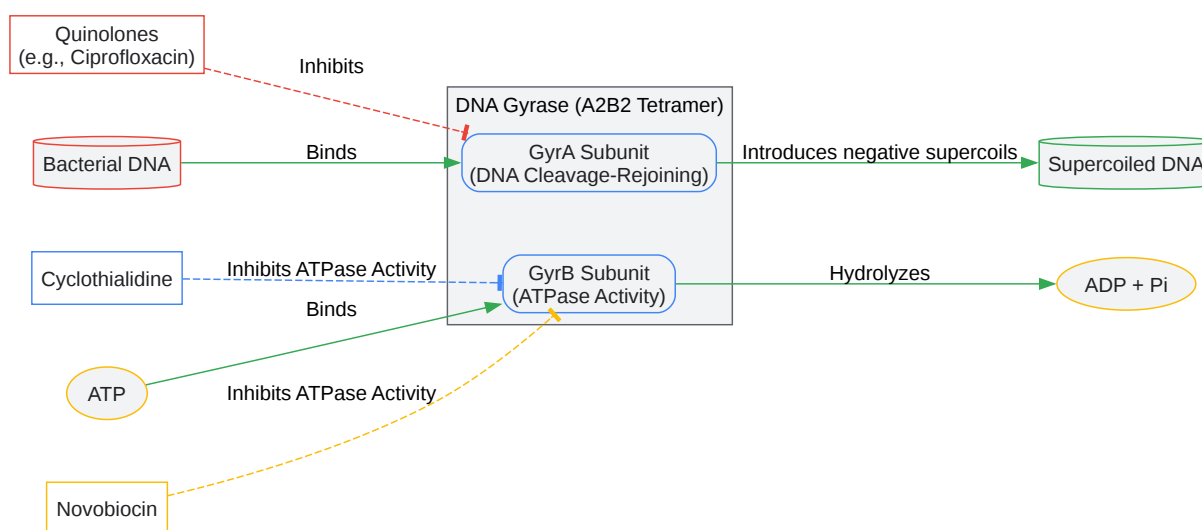 Quinolones
(e.g., Ciprofloxacin)
Inhibits
DNA Gyrase (A2B2 Tetramer)
Bacterial DNA
Binds
GyrA Subunit
(DNA Cleavage-Rejoining)
Introduces negative supercoils
Supercoiled DNA
Cyclothialidine
Inhibits ATPase Activity
GyrB Subunit
(ATPase Activity)
Hydrolyzes
ADP + Pi
Binds
ATP
Inhibits ATPase Activity
Novobiocin